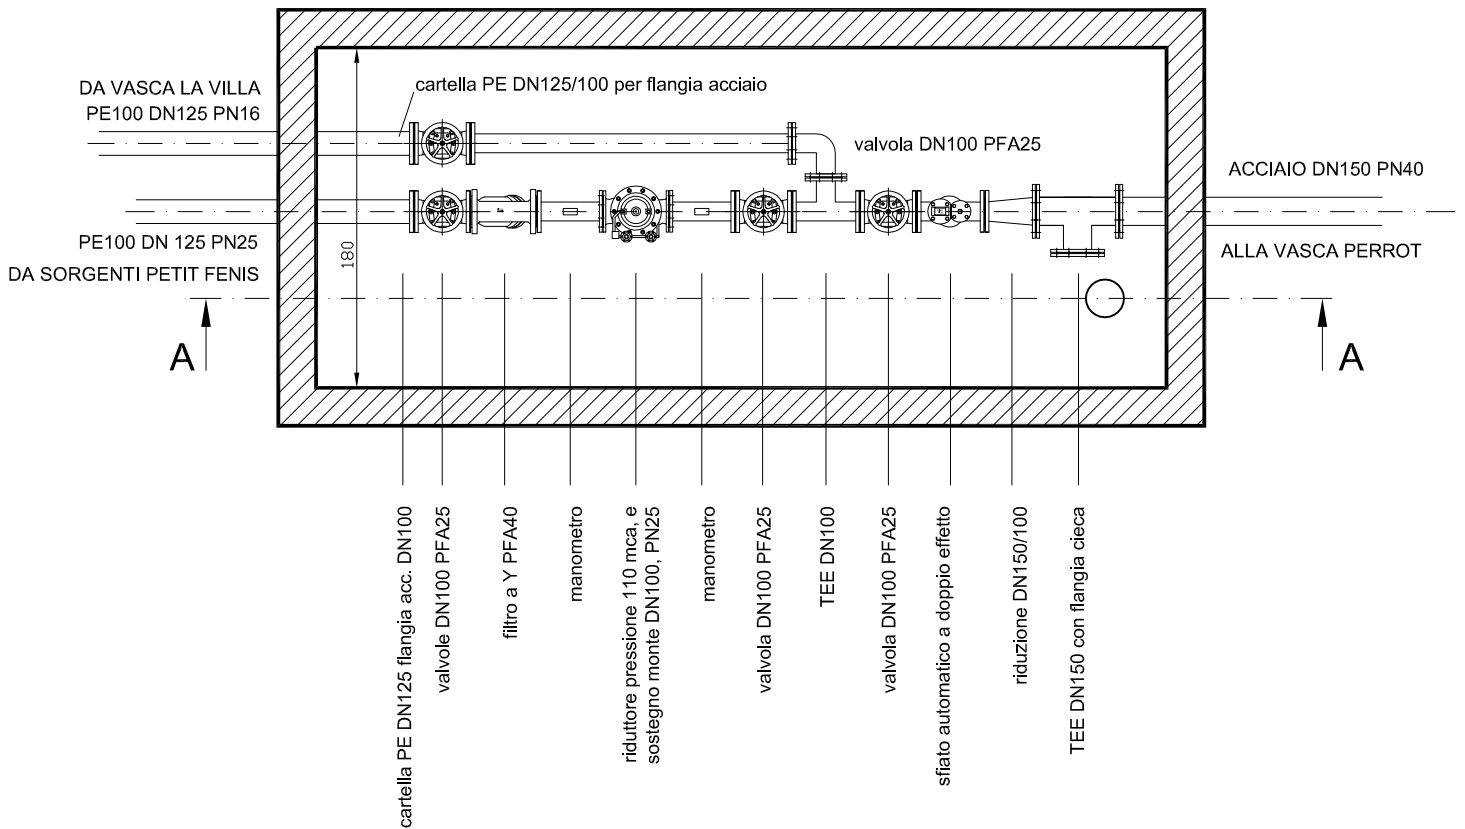 DA VASCA LA VILLA
PE100 DN125 PN16
cartella PE DN125/100 per flangia acciaio
valvola DN100 PFA25
ACCIAIO DN150 PN40
PE100 DN 125 PN25
DA SORGENTI PETIT FENIS
180
ALLA VASCA PERROT
A
A
cartella PE DN125 flangia acc. DN100
valvole DN100 PFA25
filtro a Y PFA40
manometro
riduttore pressione 110 mca, e
sostegno monte DN100, PN25
manometro
valvola DN100 PFA25
TEE DN100
valvola DN100 PFA25
sfiato automatico a doppio effetto
riduzione DN150/100
TEE DN150 con flangia cieca